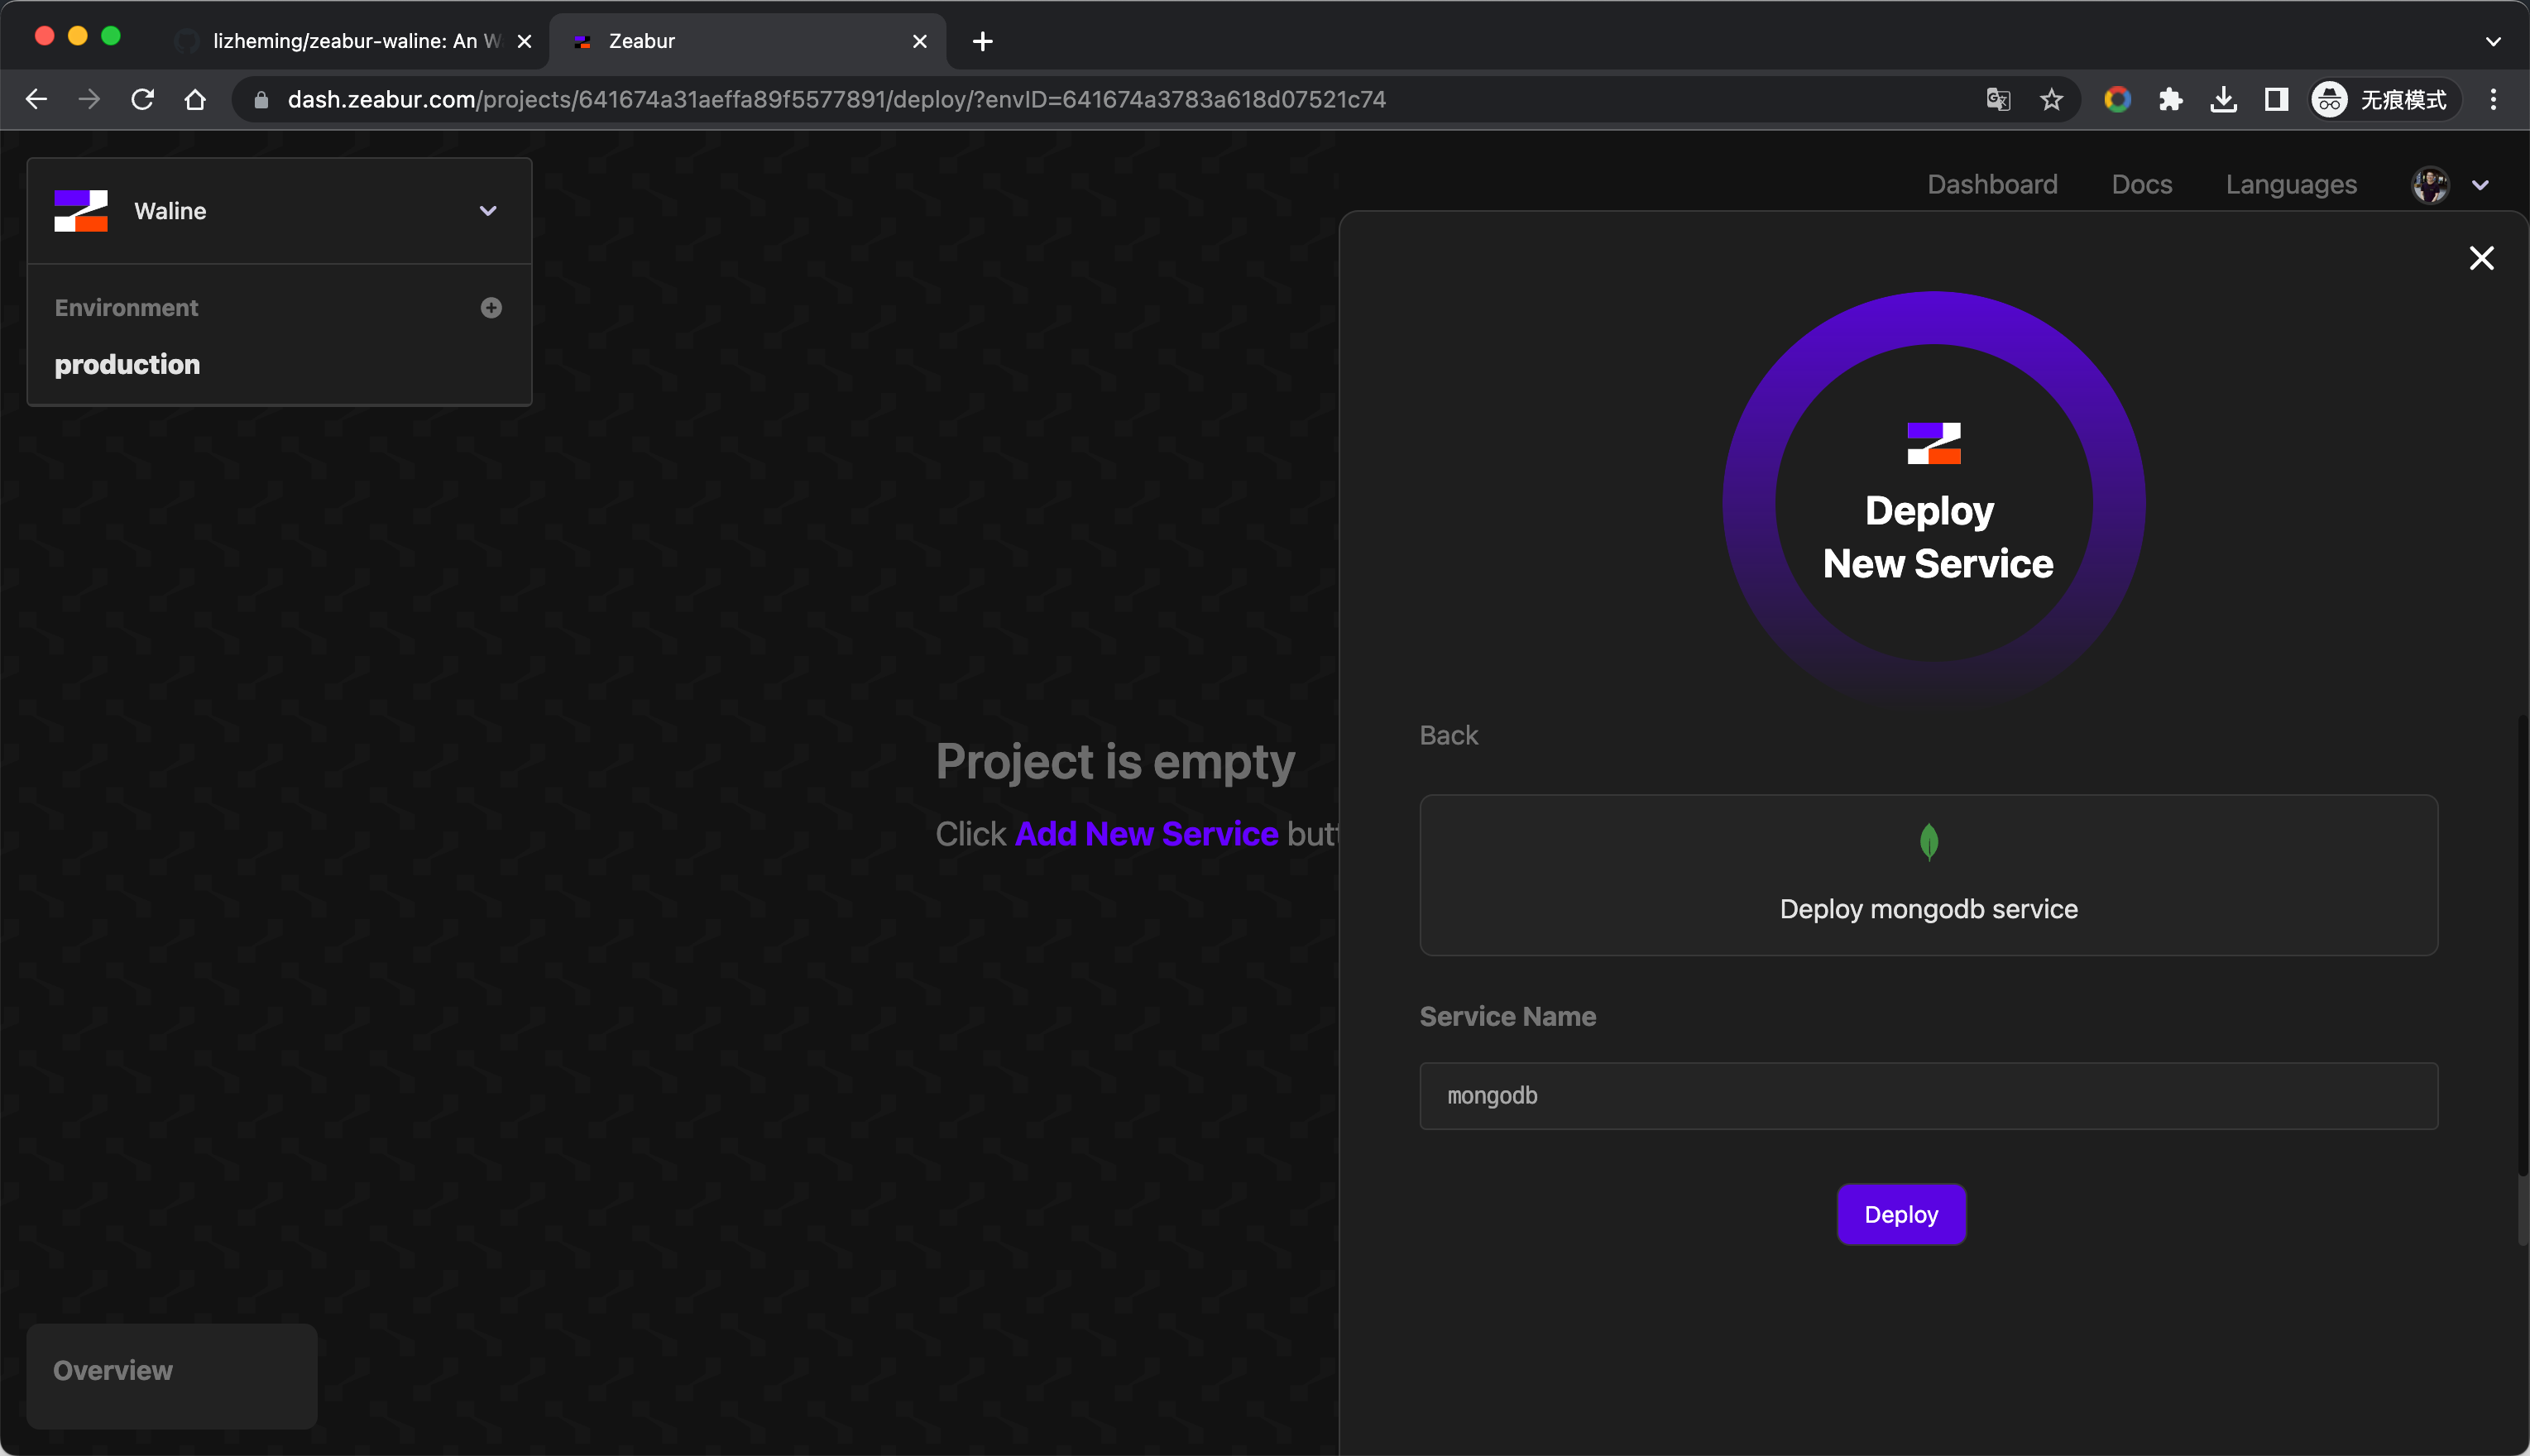 lizheming/zeabur-waline: An W
Zeabur
dash.zeabur.com/projects/641674a31aeffa89f5577891/deploy/?envID=641674a3783a618d07521c74
无痕模式
Waline
Dashboard
Docs
Languages
Environment
production
Deploy
New Service
Back
Project is empty
Click Add New Service butt
Deploy mongodb service
Service Name
mongodb
Deploy
Overview